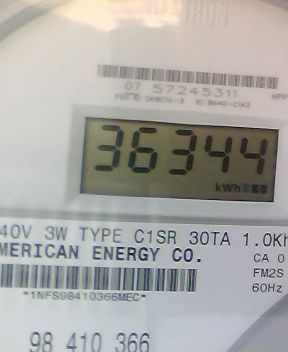 07 57245311
36344
kWh
40V 3W TYPE C1SR 30TA 1.0Kh
MERICAN ENERGY CO.
CA 0
FM2S
*1NFS98410366MEC*
60Hz
98 410 366